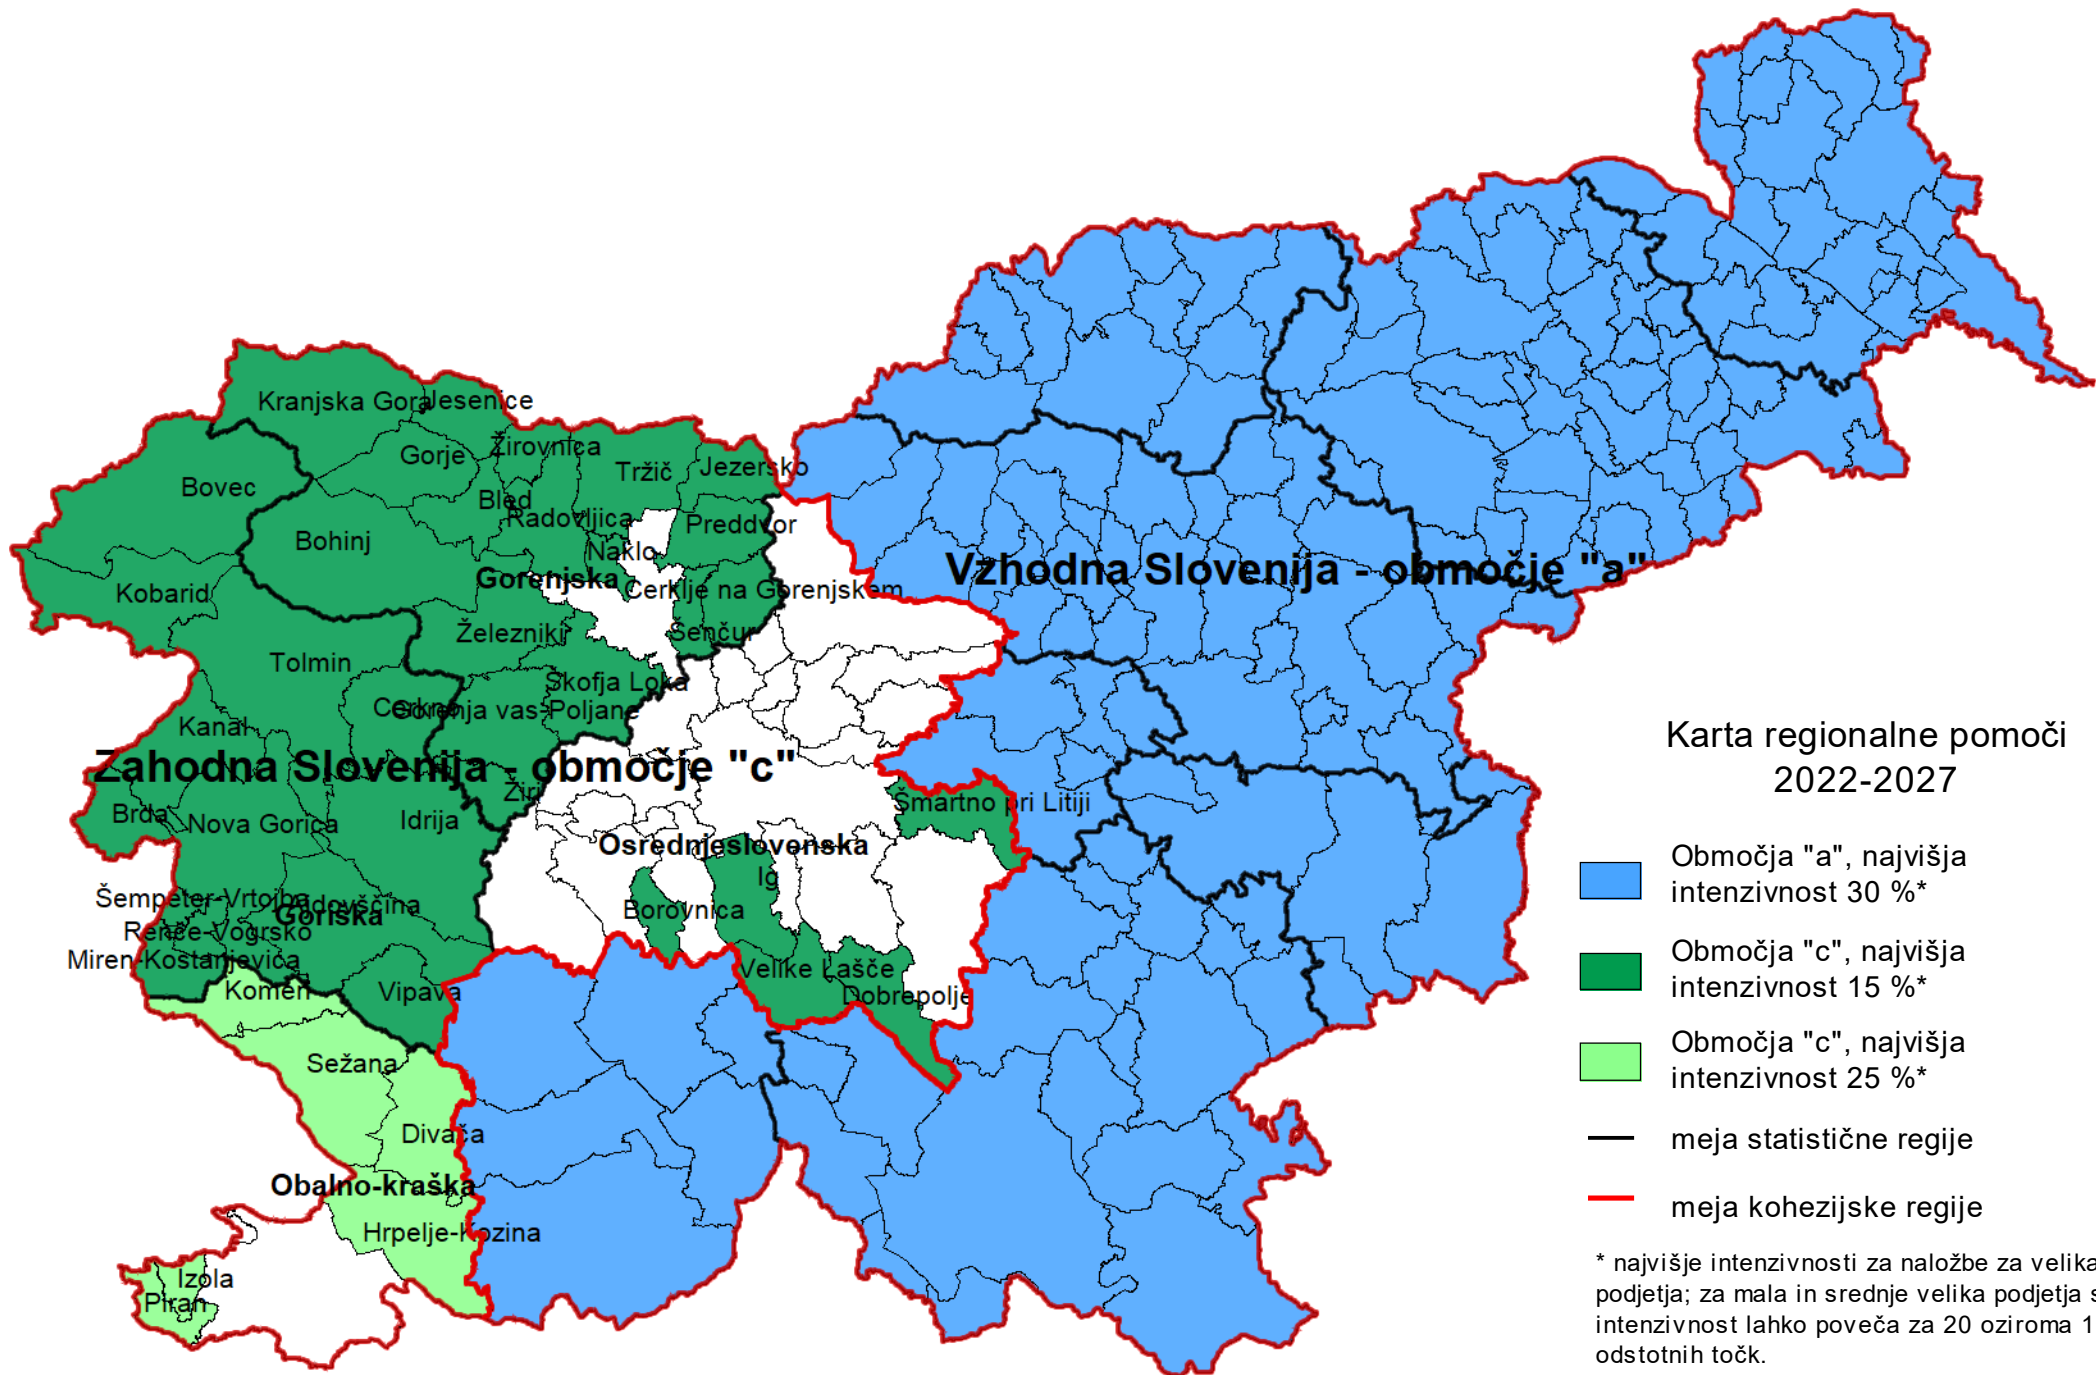 Kranjska Gora
Jesenice
Žirovnica
Gorje
Tržič
Jezersko
Bovec
Bled
Radovljica
Preddvor
Bohinj
Naklo
Vzhodna Slovenija - območje "a"
Gorenjska
Cerklje na Gorenjskem
Kobarid
Železniki
Šenčur
Tolmin
Škofja Loka
Cerkno
Gorenja vas-Poljane
Kanal
Zahodna Slovenija - območje "c"
Žiri
Šmartno pri Litiji
Brda
Nova Gorica
Idrija
Osrednjeslovenska
Ig
Šempeter-Vrtojba
Ajdovščina
Goriška
Borovnica
Renče-Vogrsko
Miren-Kostanjevica
Velike Lašče
Komen
Vipava
Dobrepolje
Sežana
Divača
Obalno-kraška
Hrpelje-Kozina
Izola
Piran
Karta regionalne pomoči
2022-2027
Območja "a", najvišja
intenzivnost 30 %*
Območja "c", najvišja
intenzivnost 15 %*
Območja "c", najvišja
intenzivnost 25 %*
meja statistične regije
meja kohezijske regije
* najvišje intenzivnosti za naložbe za velika
podjetja; za mala in srednje velika podjetja s
intenzivnost lahko poveča za 20 oziroma 1
odstotnih točk.